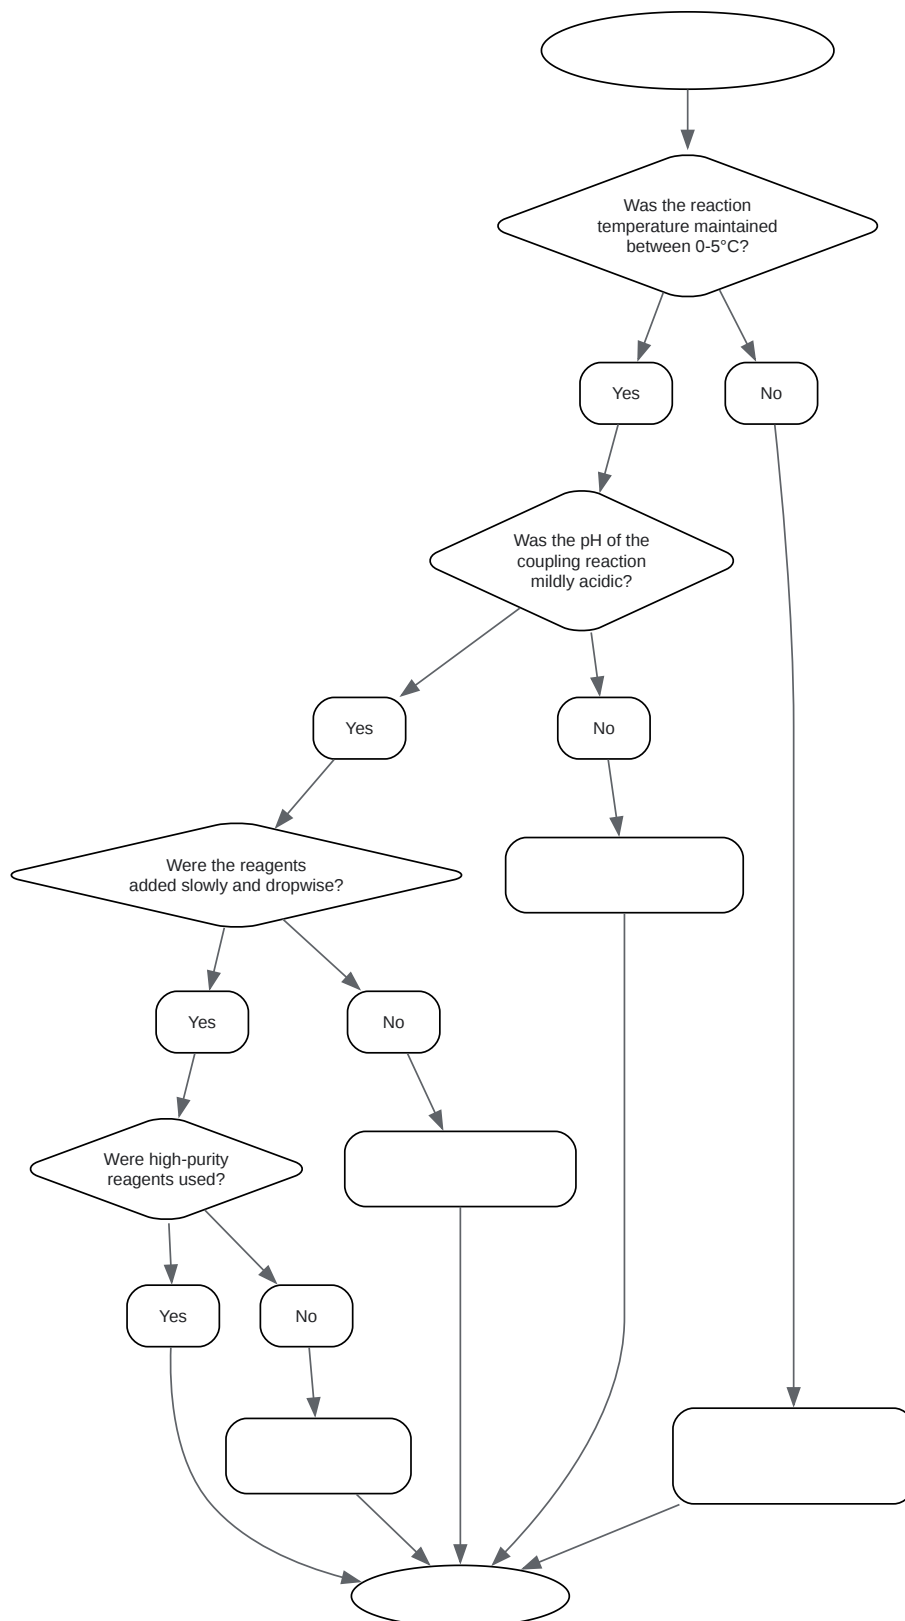 Was the reaction
temperature maintained
between 0-5°C?
Yes
No
Was the pH of the
coupling reaction
mildly acidic?
Yes
No
Were the reagents
added slowly and dropwise?
Yes
No
Were high-purity
reagents used?
Yes
No